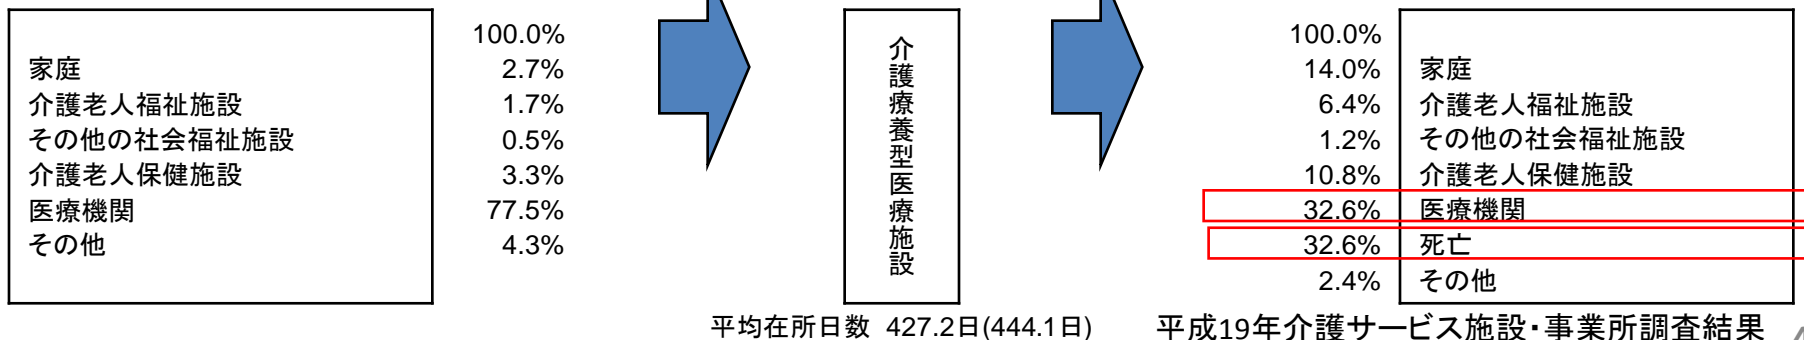 100.0%
家庭 2.7%
介護老人福祉施設 1.7%
その他の社会福祉施設 0.5%
介護老人保健施設 3.3%
医療機関 77.5%
その他 4.3%
介護療養型医療施設
100.0%
14.0% 家庭
6.4% 介護老人福祉施設
1.2% その他の社会福祉施設
10.8% 介護老人保健施設
32.6% 医療機関
32.6% 死亡
2.4% その他
平均在所日数 427.2日(444.1日)
平成19年介護サービス施設・事業所調査結果